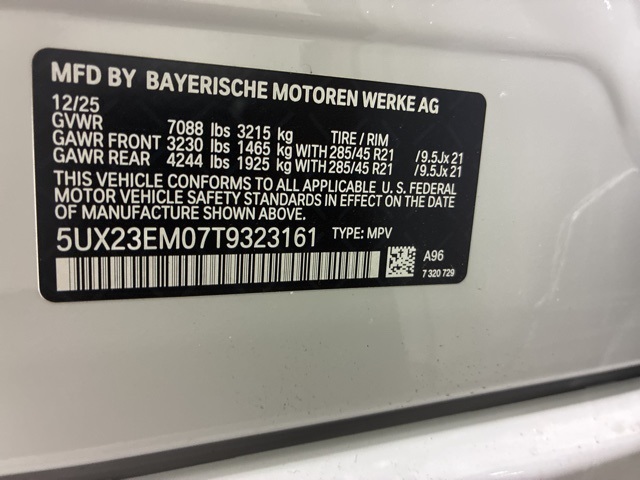 MFD BY BAYERISCHE MOTOREN WERKE AG
12/25
GVWR 7088 lbs 3215 kg TIRE / RIM
GAWR FRONT 3230 lbs 1465 kg WITH 285/45 R21 /9.5Jx21
GAWR REAR 4244 lbs 1925 kg WITH 285/45 R21 /9.5Jx21
THIS VEHICLE CONFORMS TO ALL APPLICABLE U. S. FEDERAL
MOTOR VEHICLE SAFETY STANDARDS IN EFFECT ON THE
DATE OF MANUFACTURE SHOWN ABOVE.
5UX23EM07T9323161 TYPE: MPV
A96
7 320 729